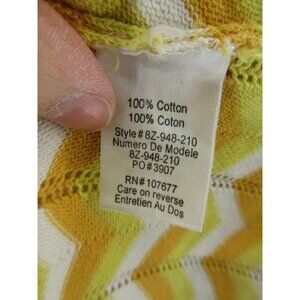 100% Cotton
100% Coton
Style# 8Z-948-210
Numero De Modele
8Z-948-210
PO#3907
RN#107677
Care on reverse
Entretien Au Dos